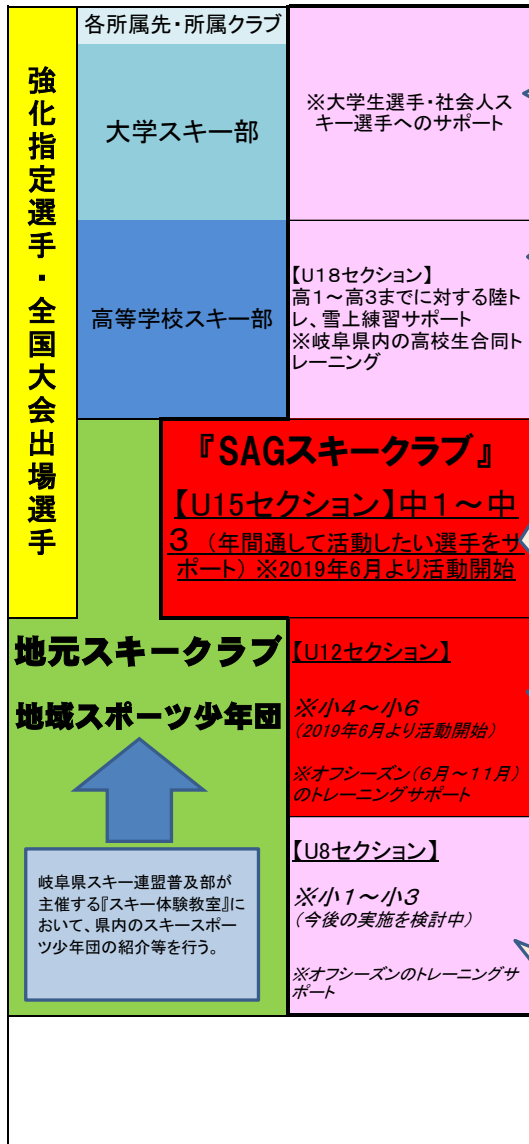 強化指定選手・全国大会出場選手
各所属先・所属クラブ
大学スキー部
※大学生選手・社会人ス
キー選手へのサポート
高等学校スキー部
【U18セクション】
高1～高3までに対する陸ト
レ、雪上練習サポート
※岐阜県内の高校生合同ト
レーニング
『SAGスキークラブ』
【U15セクション】中1～中
3 （年間通して活動したい選手をサ
ポート）※2019年6月より活動開始
地元スキークラブ
地域スポーツ少年団
【U12セクション】
※小4～小6
（2019年6月より活動開始）
※オフシーズン（6月～11月）
のトレーニングサポート
岐阜県スキー連盟普及部が
主催する『スキー体験教室』に
おいて、県内のスキースポー
ツ少年団の紹介等を行う。
【U8セクション】
※小1～小3
（今後の実施を検討中）
※オフシーズンのトレーニングサ
ポート